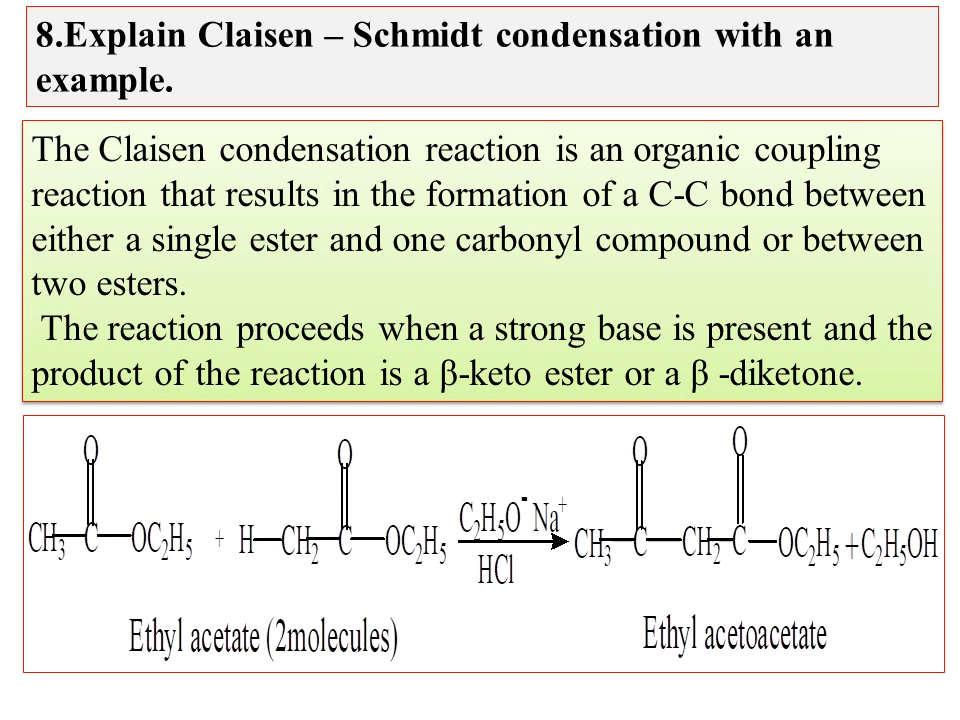 8.Explain Claisen – Schmidt condensation with an
example.
The Claisen condensation reaction is an organic coupling
reaction that results in the formation of a C-C bond between
either a single ester and one carbonyl compound or between
two esters.
The reaction proceeds when a strong base is present and the
product of the reaction is a β-keto ester or a β -diketone.
O O O O
CH₃ C OC₂H₅ + H CH₂ C OC₂H₅ C₂H₅O⁻ Na⁺ CH₃ C CH₂ C OC₂H₅ + C₂H₅OH
HCl
Ethyl acetate (2molecules) Ethyl acetoacetate